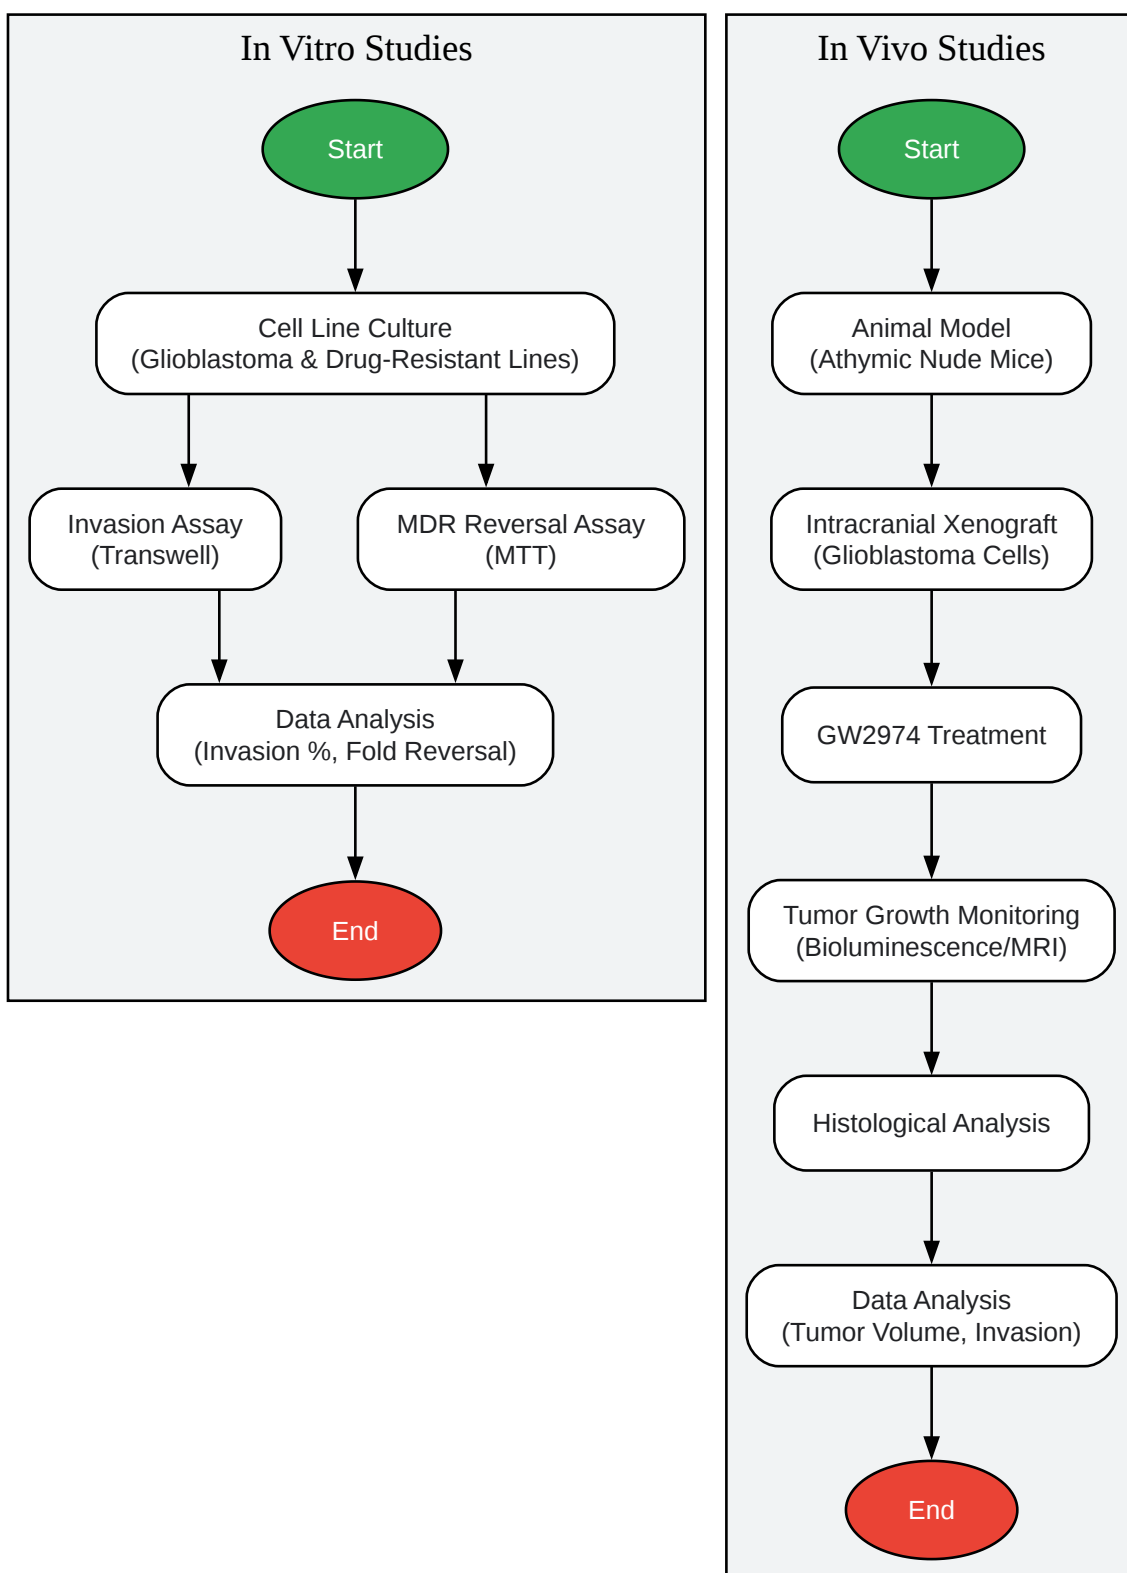 In Vitro Studies
Start
Cell Line Culture
(Glioblastoma & Drug-Resistant Lines)
Invasion Assay
(Transwell)
MDR Reversal Assay
(MTT)
Data Analysis
(Invasion %, Fold Reversal)
End
In Vivo Studies
Start
Animal Model
(Athymic Nude Mice)
Intracranial Xenograft
(Glioblastoma Cells)
GW2974 Treatment
Tumor Growth Monitoring
(Bioluminescence/MRI)
Histological Analysis
Data Analysis
(Tumor Volume, Invasion)
End